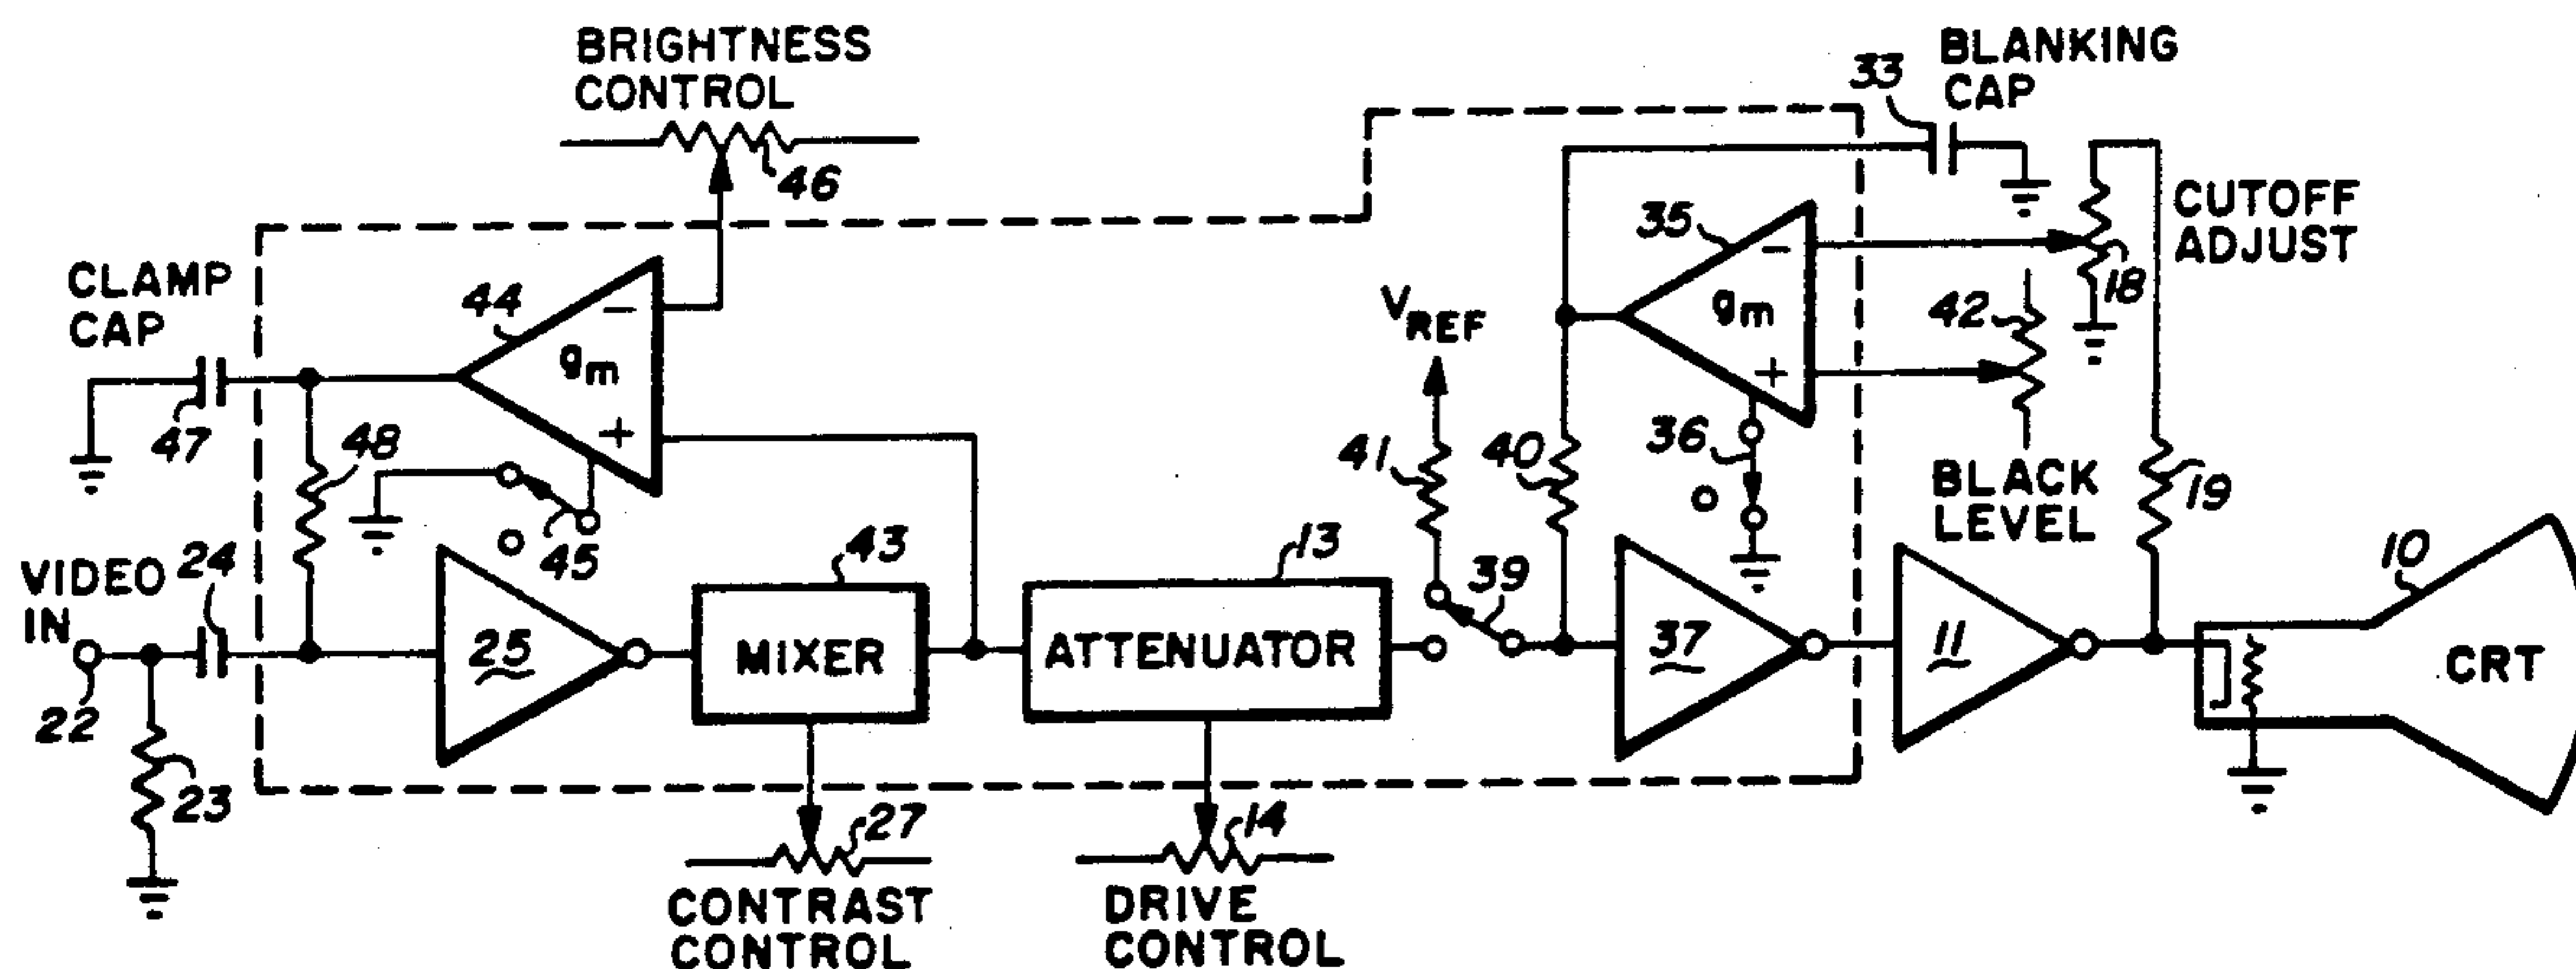 BRIGHTNESS
CONTROL
46
33
BLANKING
CAP
CUTOFF
ADJUST
18
CLAMP
CAP
47
44
−
gm
+
48
45
VREF
35
−
gm
+
42
BLACK
LEVEL
41
40
36
39
19
VIDEO
IN
22
24
23
25
43
MIXER
13
ATTENUATOR
37
11
10
CRT
27
CONTRAST
CONTROL
14
DRIVE
CONTROL